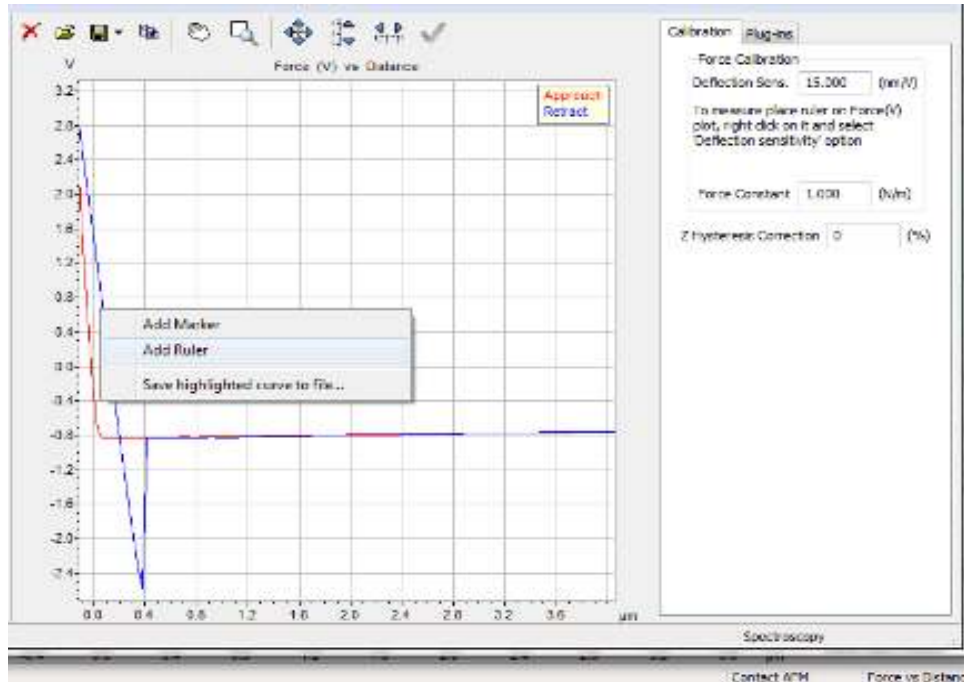 V
Force (V) vs Distance
3.2
2.8
2.4
2.0
1.6
1.2
0.8
0.4
0.0
-0.4
-0.8
-1.2
-1.6
-2.0
-2.4
Approach
Retract
Add Marker
Add Ruler
Save highlighted curve to file...
0.0 0.4 0.8 1.2 1.6 2.0 2.4 2.8 3.2 3.6 µm
Calibration Plug-ins
Force Calibration
Deflection Sens. 15.000 (nm/V)
To measure place ruler on Force(V)
plot, right click on it and select
'Deflection sensitivity' option
Force Constant 1.000 (N/m)
Z Hysteresis Correction 0 (%)
Spectroscopy
Contact AFM Force vs Distanc